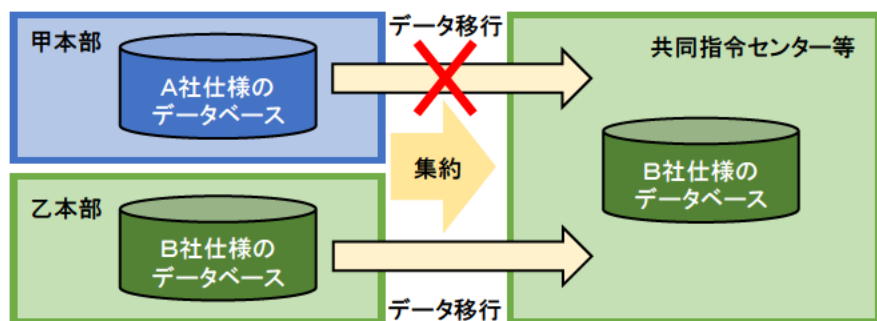 甲本部
A社仕様の
データベース
データ移行
共同指令センター等
集約
B社仕様の
データベース
乙本部
B社仕様の
データベース
データ移行